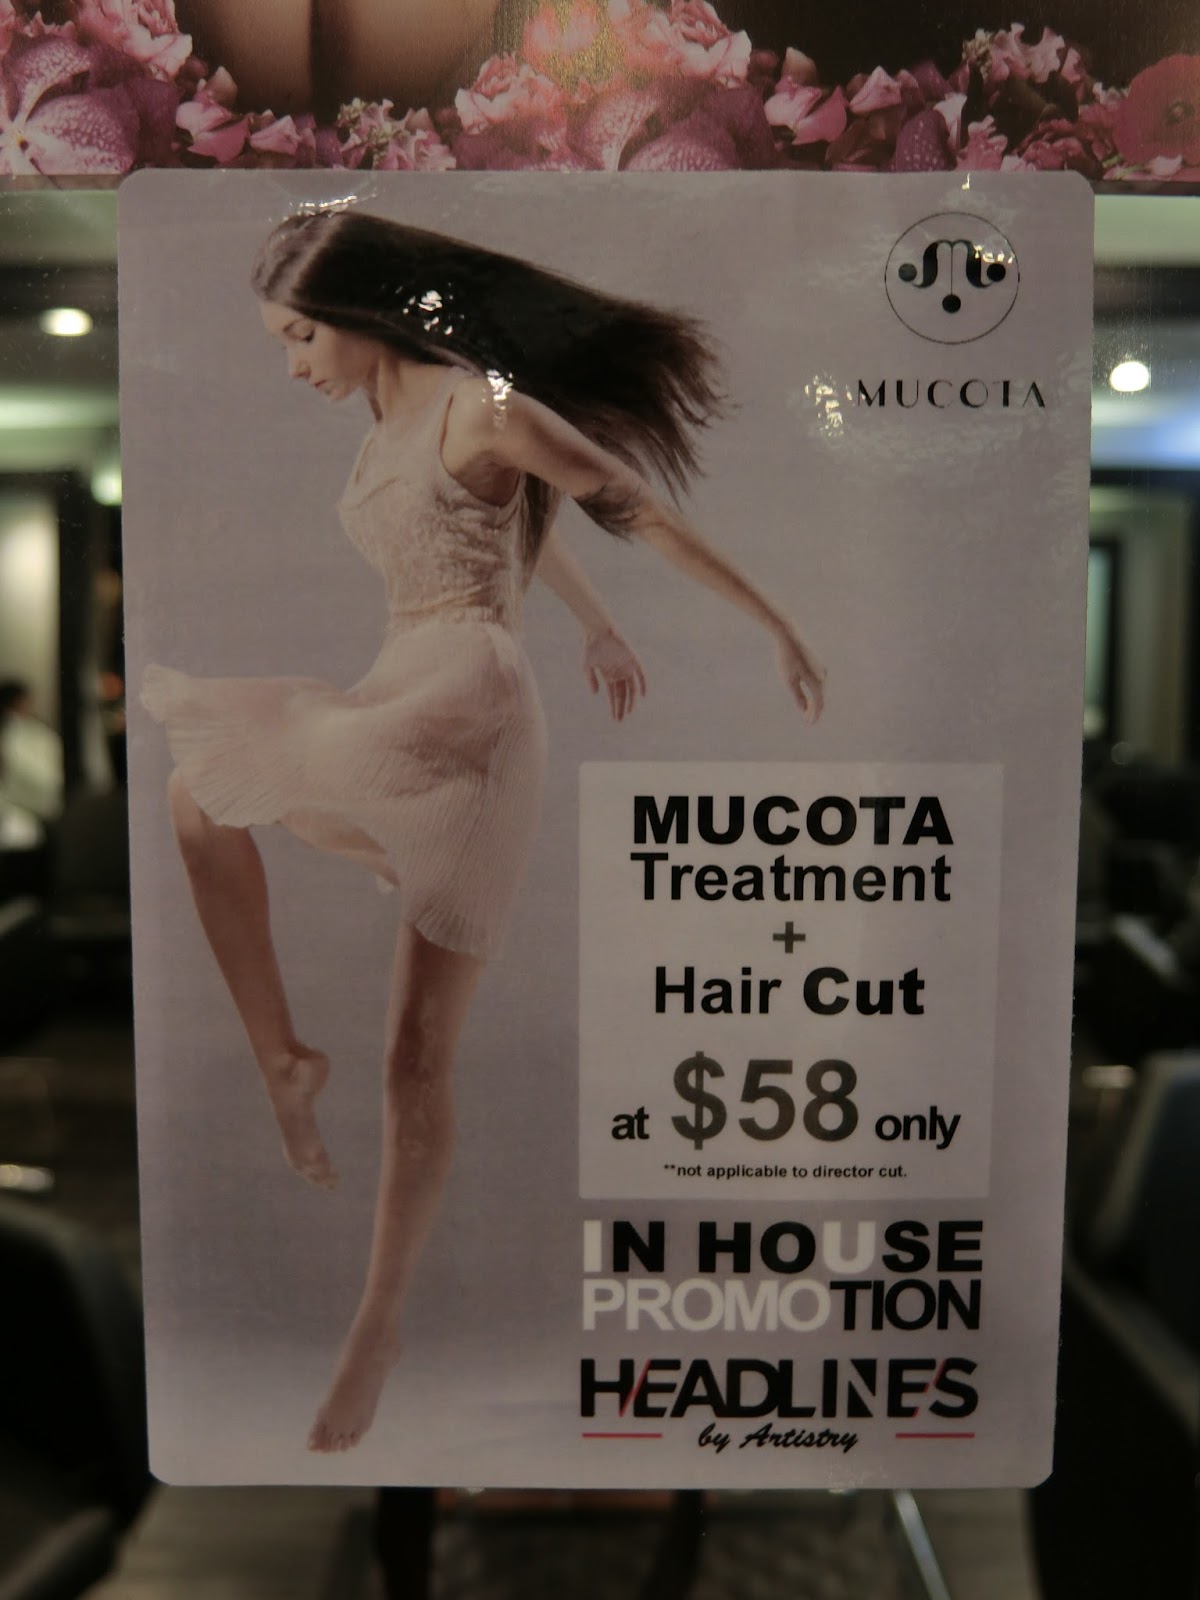 MUCOTA
MUCOTA
Treatment
+
Hair Cut
at $58 only
**not applicable to director cut.
IN HOUSE
PROMOTION
HEADLINES
by Artistry